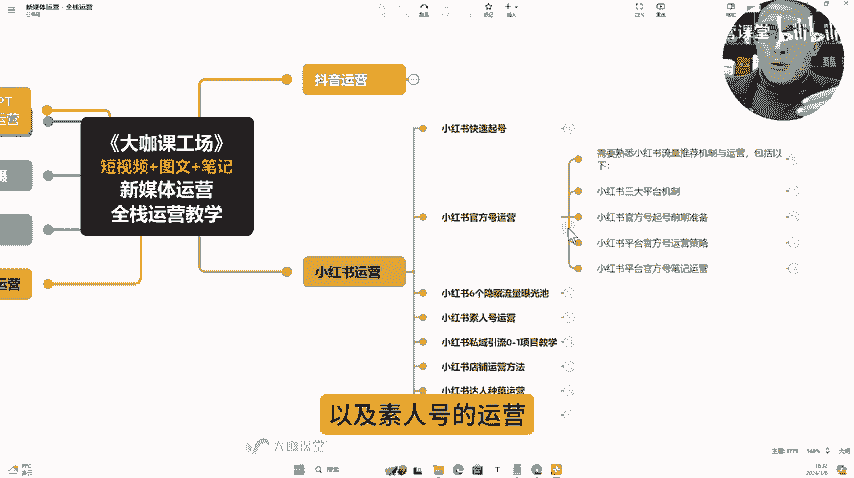 新媒体运营 · 全栈运营
课堂 bilibili
抖音运营
《大咖课工场》
短视频+图文+笔记
新媒体运营
全栈运营教学
运营
小红书运营
小红书快速起号
小红书官方号运营
需要熟悉小红书流量推荐机制与运营，包括以
下：
小红书三大平台机制
小红书官方号起号前期准备
小红书平台官方号运营策略
小红书平台官方号笔记运营
小红书6个隐藏流量曝光池
小红书素人号运营
小红书私域引流0-1项目教学
小红书店铺运营方法
小红书达人种草运营
以及素人号的运营
大咖课堂